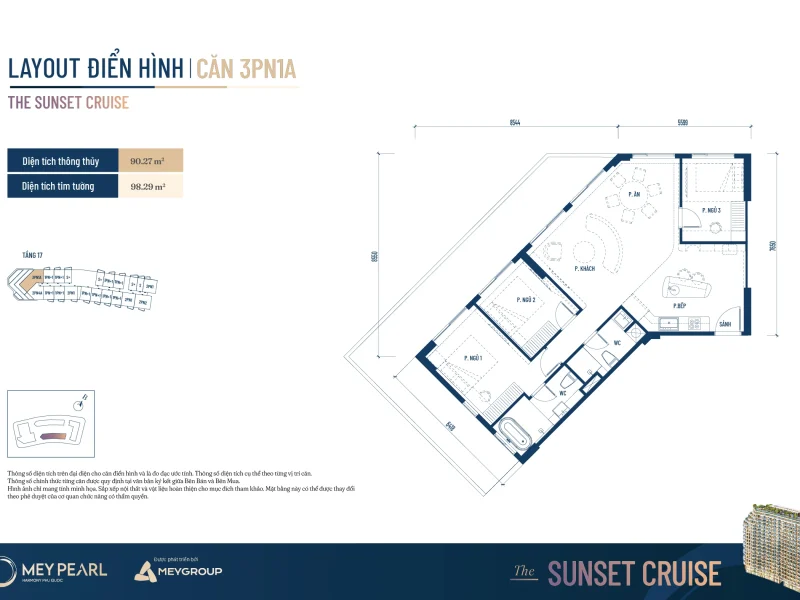 LAYOUT ĐIỂN HÌNH | CĂN 3PN1A
THE SUNSET CRUISE
Diện tích thông thủy 90.27 m²
Diện tích tim tường 98.29 m²
TẦNG 17
8544
5599
8550
7650
P. ĂN
P. NGỦ 3
P. KHÁCH
P. NGỦ 2
P.BẾP
SẢNH
WC
P. NGỦ 1
WC
Thông số diện tích trên đại diện cho căn điển hình và là đo đạc ước tính. Thông số diện tích cụ thể theo từng vị trí căn.
Thông số chính thức từng căn được quy định tại văn bản ký kết giữa Bên Bán và Bên Mua.
Hình ảnh chỉ mang tính minh họa. Sắp xếp nội thất và vật liệu hoàn thiện cho mục đích tham khảo. Mặt bằng này có thể được thay đổi
theo phê duyệt của cơ quan chức năng có thẩm quyền.
MEY PEARL
HARMONY PHU QUOC
Được phát triển bởi
MEYGROUP
The SUNSET CRUISE